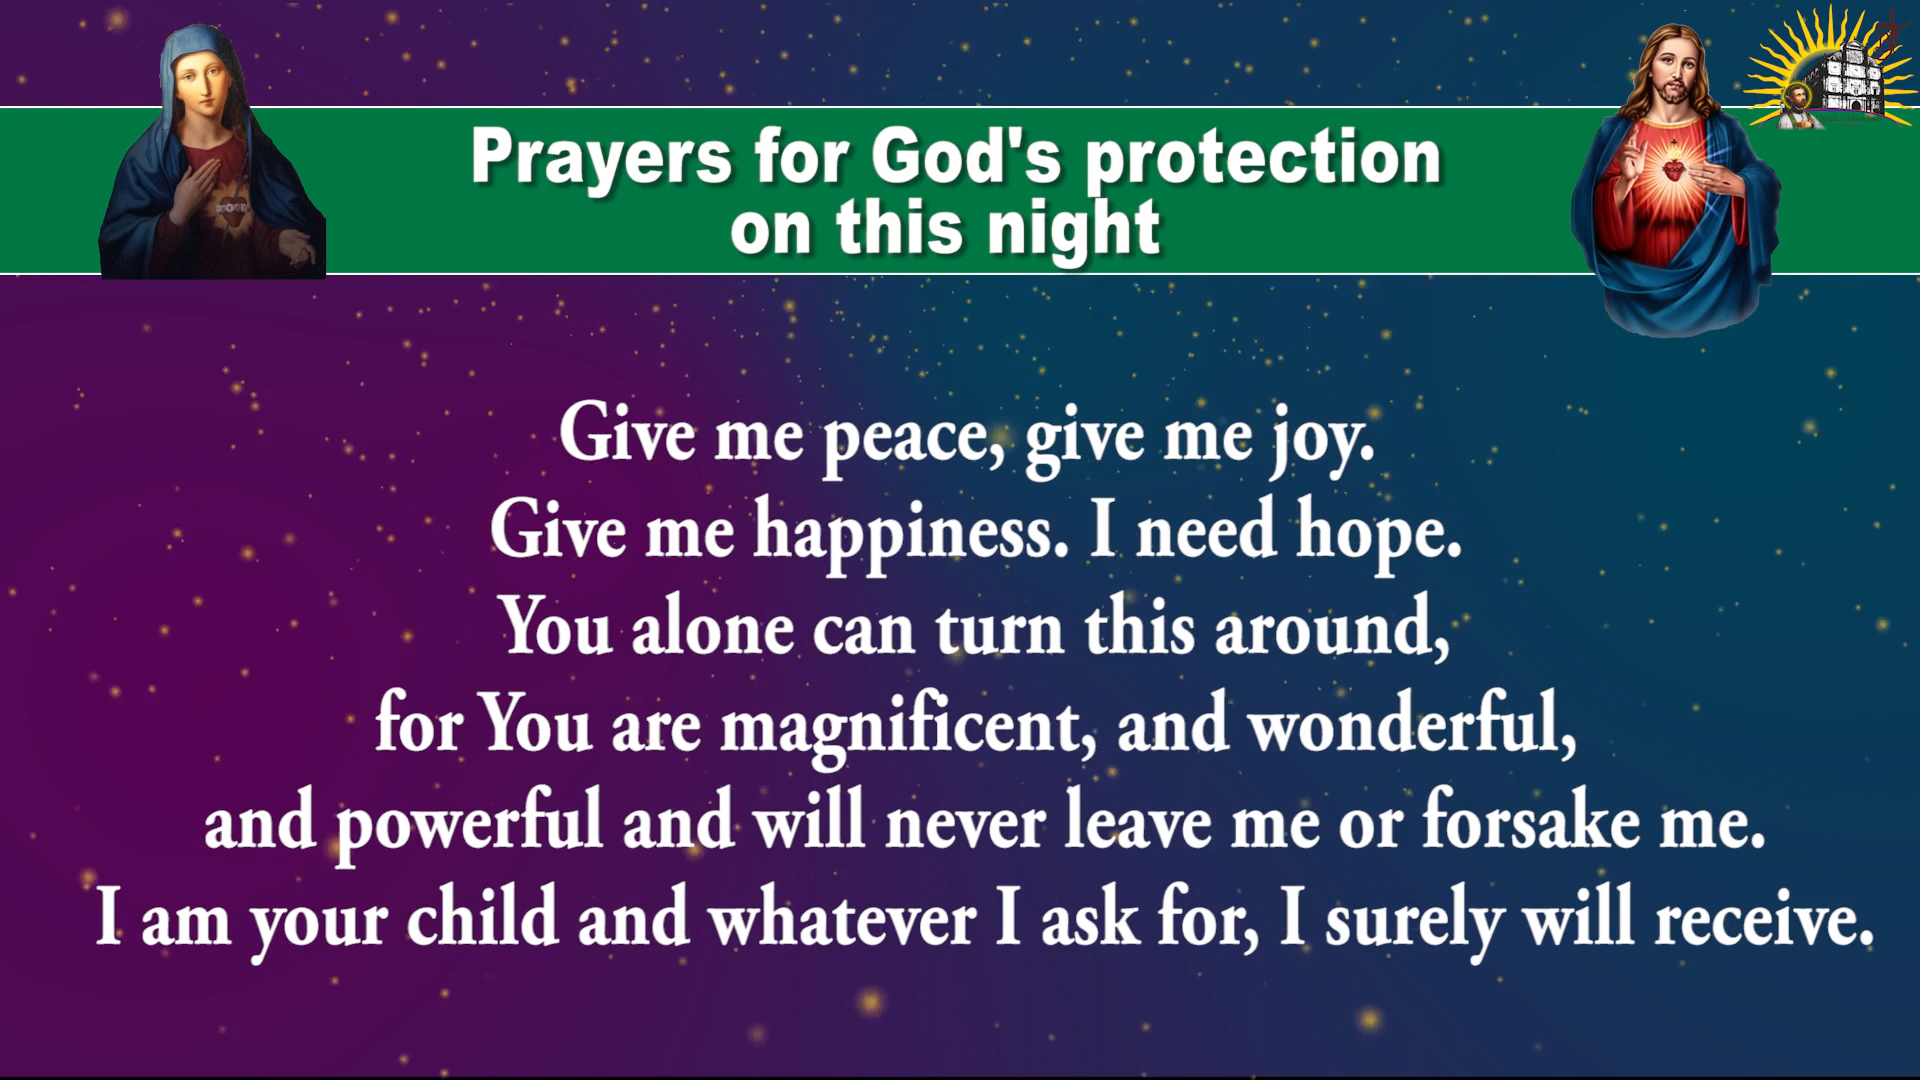 Prayers for God's protection
on this night
Give me peace, give me joy.
Give me happiness. I need hope.
You alone can turn this around,
for You are magnificent, and wonderful,
and powerful and will never leave me or forsake me.
I am your child and whatever I ask for, I surely will receive.